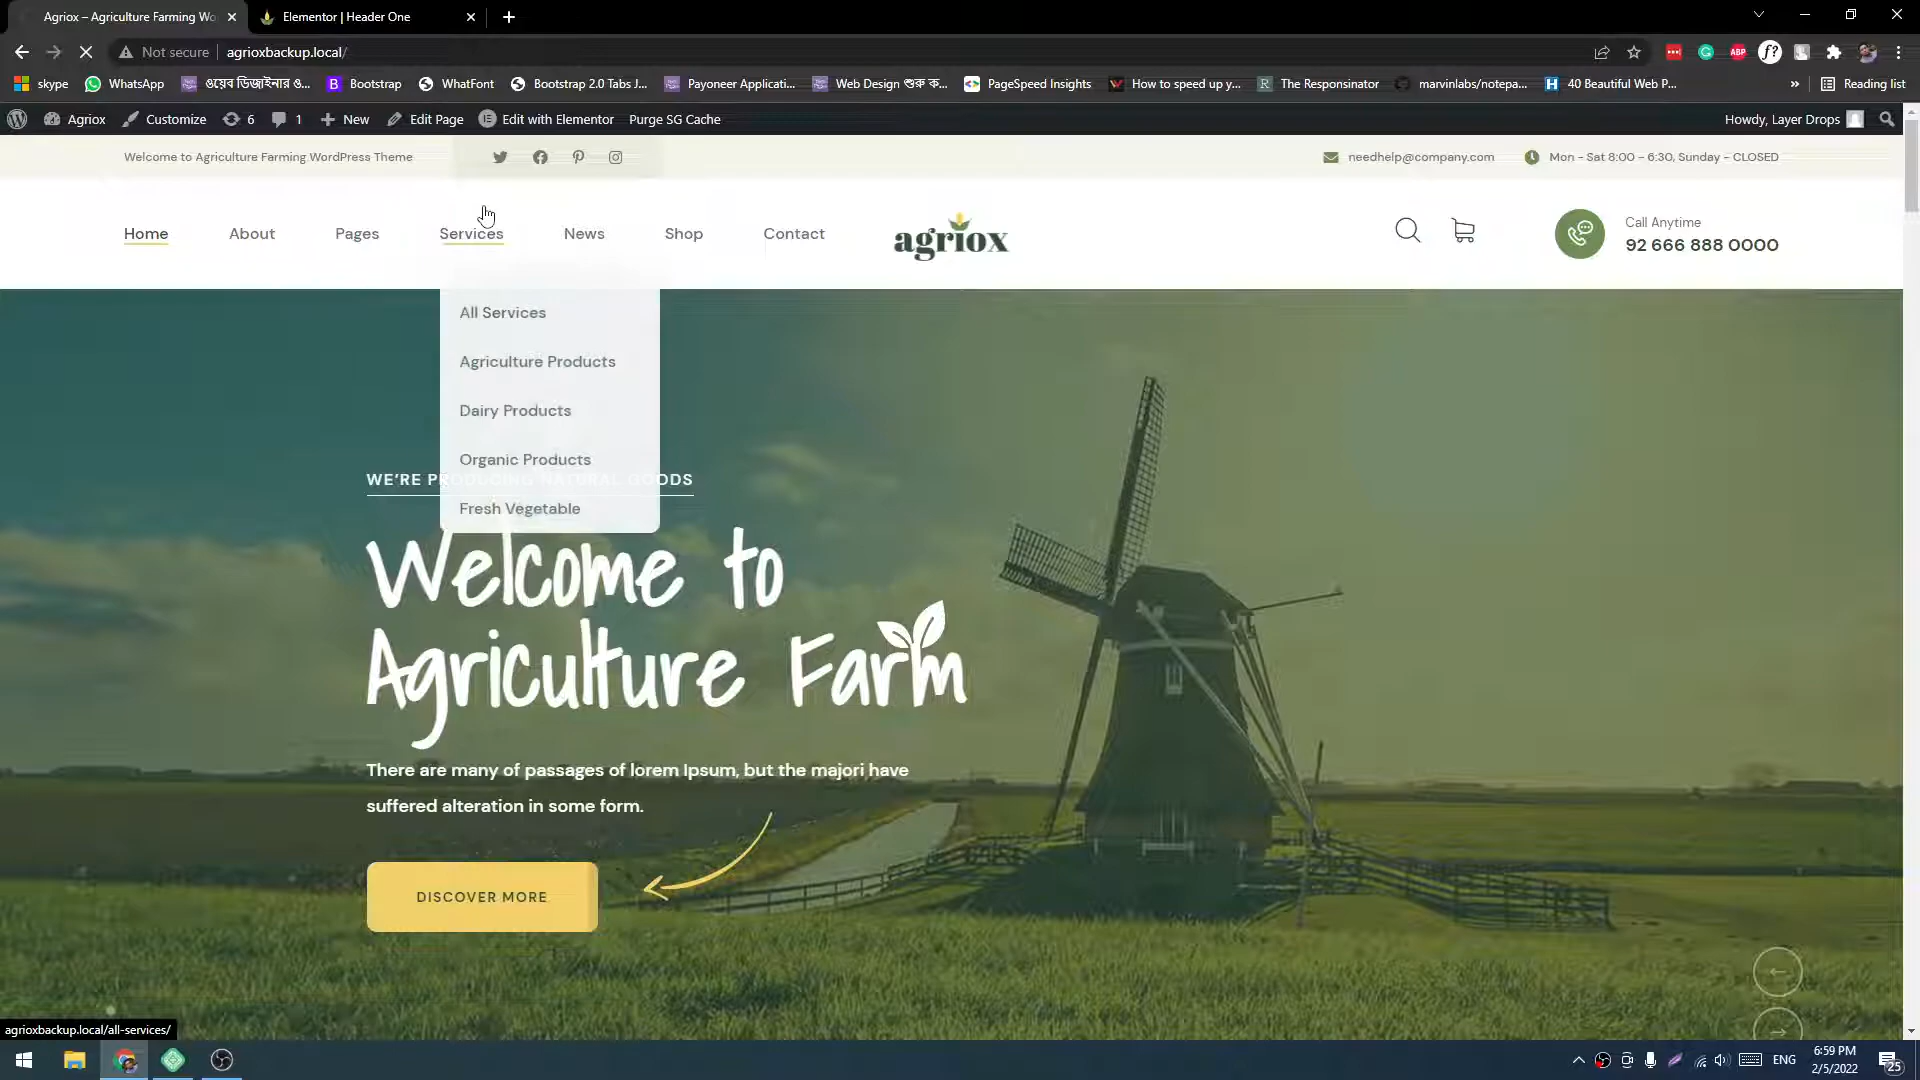 Agriox – Agriculture Farming Wo
Elementor | Header One
Not secure
agrioxbackup.local/
skype
WhatsApp
ওয়েব ডিজাইনার ও...
Bootstrap
WhatFont
Bootstrap 2.0 Tabs J...
Payoneer Applicati...
Web Design শুরু ক...
PageSpeed Insights
How to speed up y...
The Responsinator
marvinlabs/notepa...
40 Beautiful Web P...
»
Reading list
Agriox
Customize
6
1
New
Edit Page
Edit with Elementor
Purge SG Cache
Howdy, Layer Drops
Welcome to Agriculture Farming WordPress Theme
needhelp@company.com
Mon - Sat 8:00 - 6:30, Sunday - CLOSED
Home
About
Pages
Services
News
Shop
Contact
agriox
Call Anytime
92 666 888 0000
All Services
Agriculture Products
Dairy Products
Organic Products
WE'RE PRODUCING NATURAL GOODS
Fresh Vegetable
Welcome to
Agriculture Farm
There are many of passages of lorem Ipsum, but the majori have
suffered alteration in some form.
DISCOVER MORE
agrioxbackup.local/all-services/
ENG
6:59 PM
2/5/2022
25